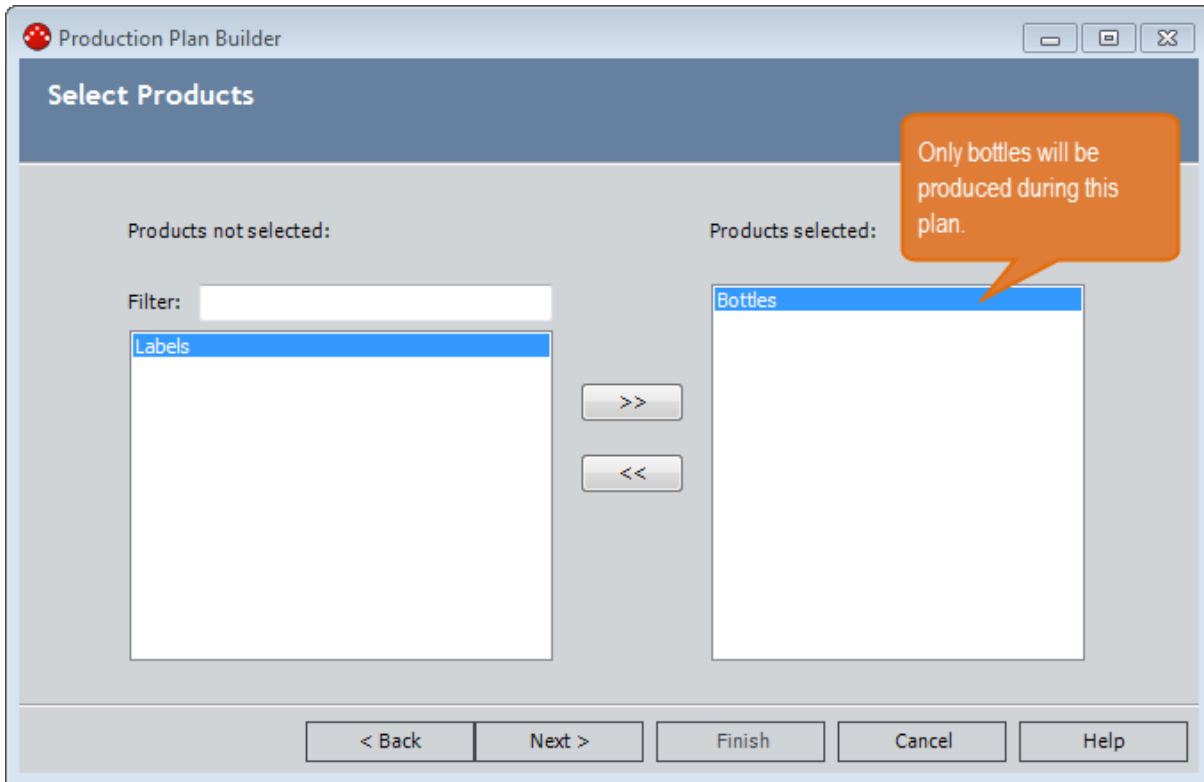 Production Plan Builder
Select Products
Only bottles will be
produced during this
plan.
Products not selected:
Products selected:
Filter:
Labels
Bottles
>>
<<
< Back
Next >
Finish
Cancel
Help